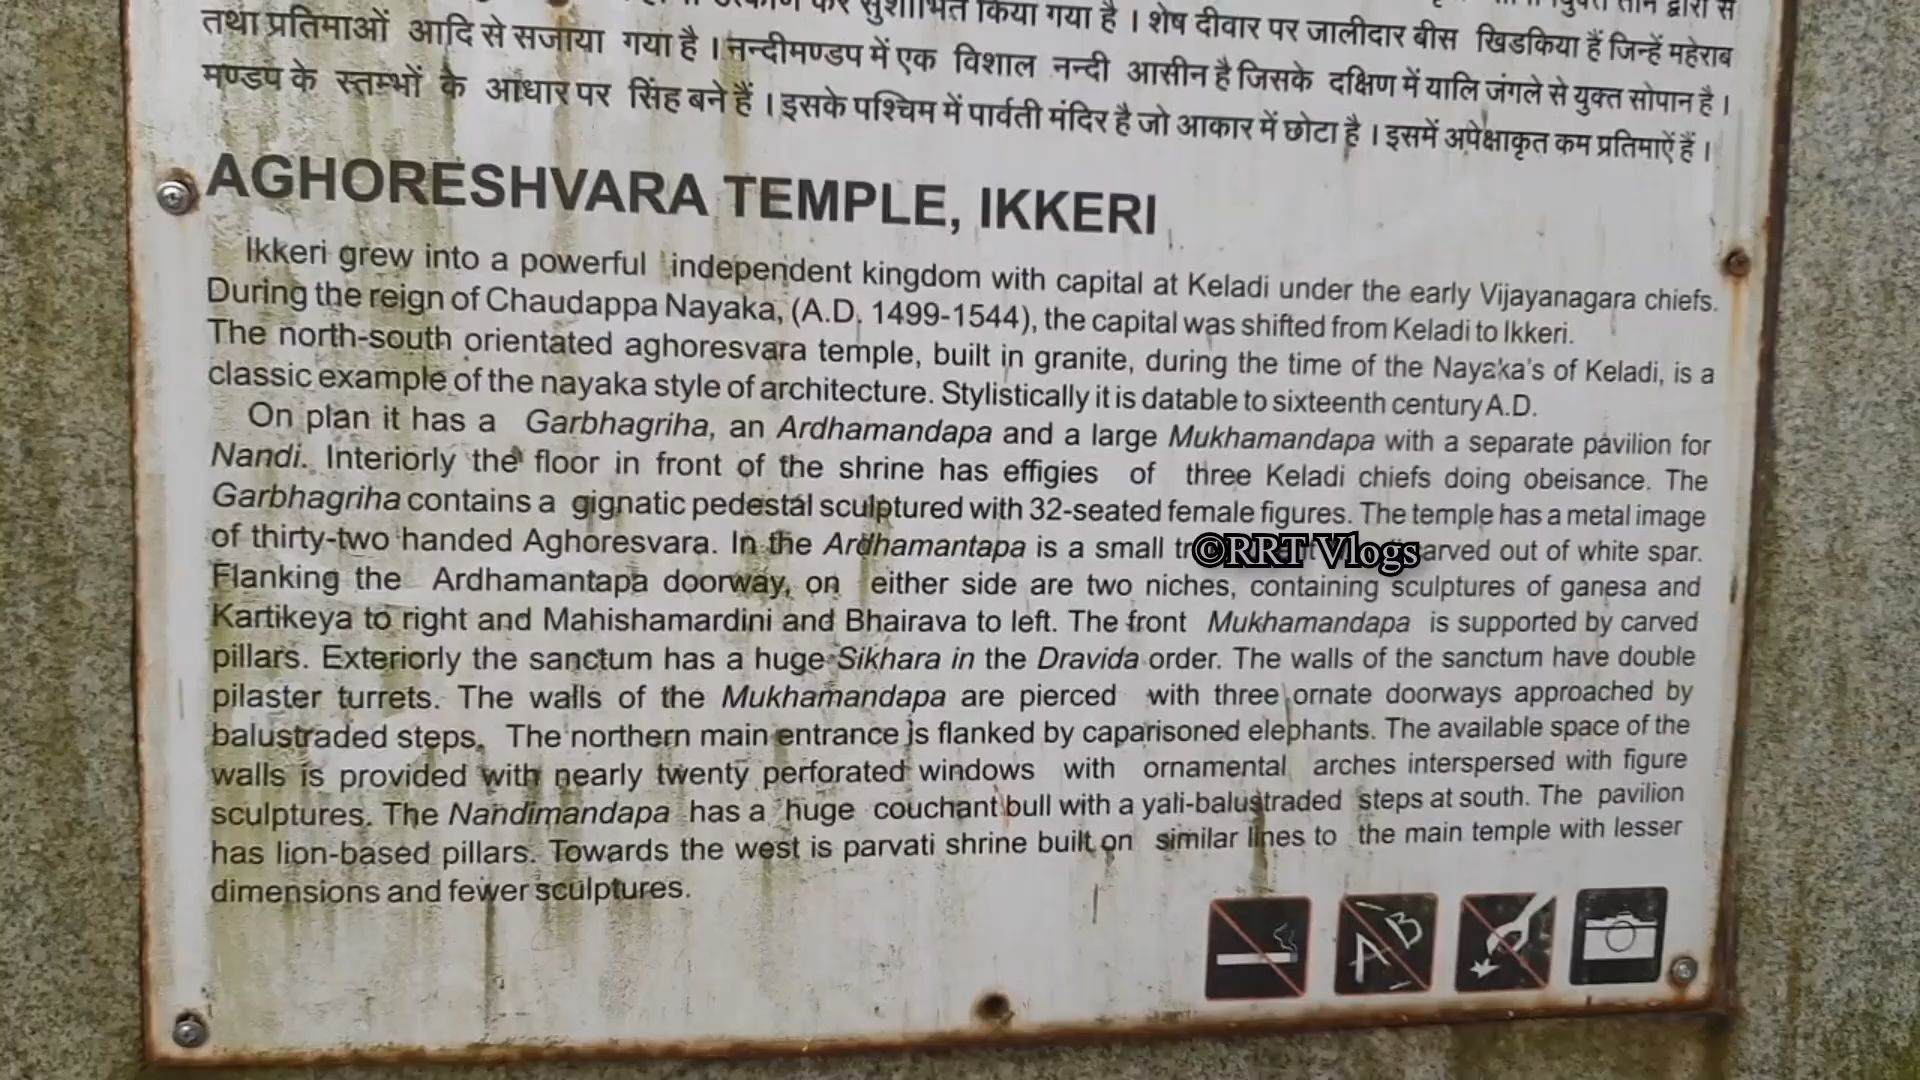 कर सुशोभित किया गया है । शेष दीवार पर जालीदार बीस खिडकिया हैं जिन्हें महेराब
तथा प्रतिमाओं आदि से सजाया गया है । नन्दीमण्डप में एक विशाल नन्दी आसीन है जिसके दक्षिण में यालि जंगले से युक्त सोपान है ।
मण्डप के स्तम्भों के आधार पर सिंह बने हैं । इसके पश्चिम में पार्वती मंदिर है जो आकार में छोटा है । इसमें अपेक्षाकृत कम प्रतिमाऐं हैं ।
AGHORESHVARA TEMPLE, IKKERI
Ikkeri grew into a powerful independent kingdom with capital at Keladi under the early Vijayanagara chiefs.
During the reign of Chaudappa Nayaka, (A.D. 1499-1544), the capital was shifted from Keladi to Ikkeri.
The north-south orientated aghoresvara temple, built in granite, during the time of the Nayaka's of Keladi, is a
classic example of the nayaka style of architecture. Stylistically it is datable to sixteenth century A.D.
On plan it has a Garbhagriha, an Ardhamandapa and a large Mukhamandapa with a separate pavilion for
Nandi. Interiorly the floor in front of the shrine has effigies of three Keladi chiefs doing obeisance. The
Garbhagriha contains a gignatic pedestal sculptured with 32-seated female figures. The temple has a metal image
of thirty-two handed Aghoresvara. In the Ardhamantapa is a small carved out of white spar.
©RRT Vlogs
Flanking the Ardhamantapa doorway, on either side are two niches, containing sculptures of ganesa and
Kartikeya to right and Mahishamardini and Bhairava to left. The front Mukhamandapa is supported by carved
pillars. Exteriorly the sanctum has a huge Sikhara in the Dravida order. The walls of the sanctum have double
pilaster turrets. The walls of the Mukhamandapa are pierced with three ornate doorways approached by
balustraded steps. The northern main entrance is flanked by caparisoned elephants. The available space of the
walls is provided with nearly twenty perforated windows with ornamental arches interspersed with figure
sculptures. The Nandimandapa has a huge couchant bull with a yali-balustraded steps at south. The pavilion
has lion-based pillars. Towards the west is parvati shrine built on similar lines to the main temple with lesser
dimensions and fewer sculptures.
A B